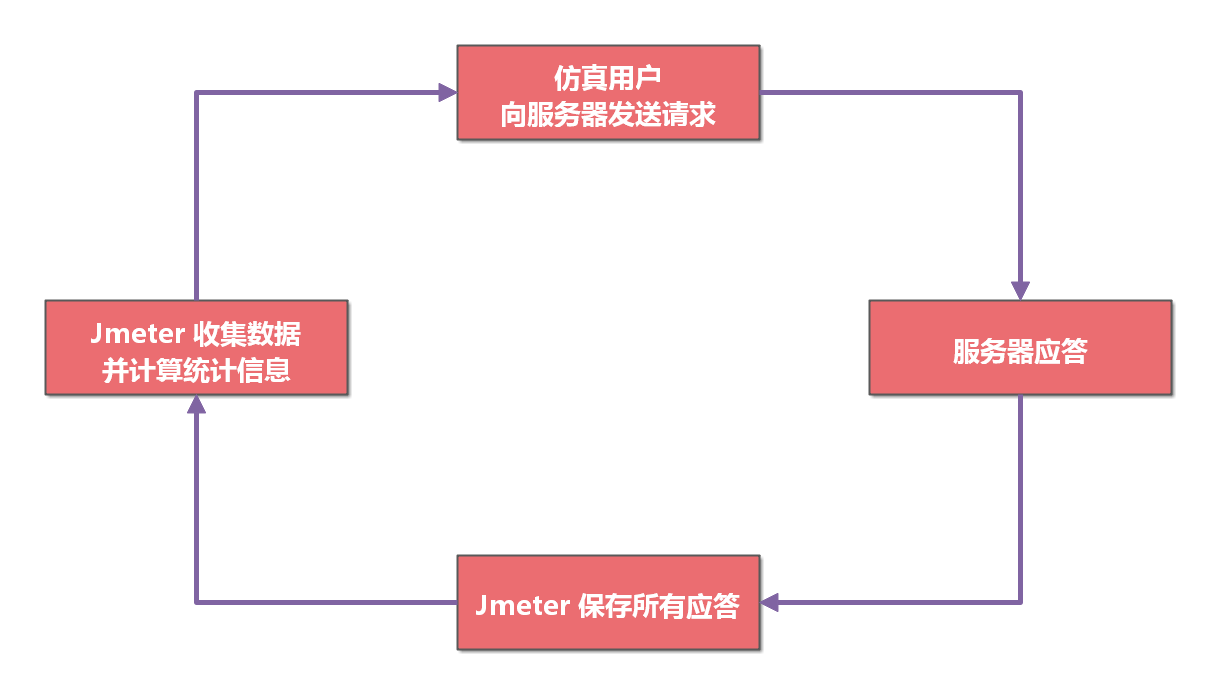 仿真用户
向服务器发送请求
Jmeter 收集数据
并计算统计信息
服务器应答
Jmeter 保存所有应答